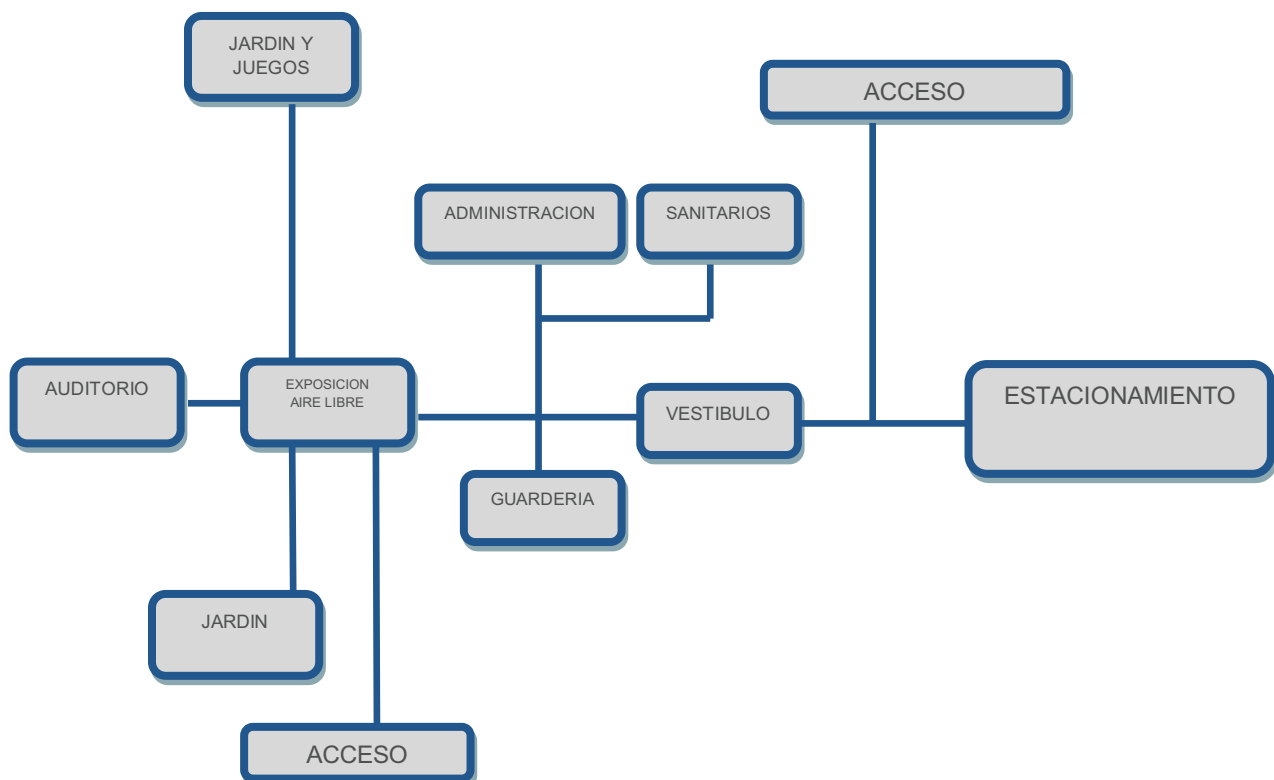 JARDIN Y
JUEGOS
ACCESO
ADMINISTRACION
SANITARIOS
AUDITORIO
EXPOSICION
AIRE LIBRE
VESTIBULO
ESTACIONAMIENTO
GUARDERIA
JARDIN
ACCESO